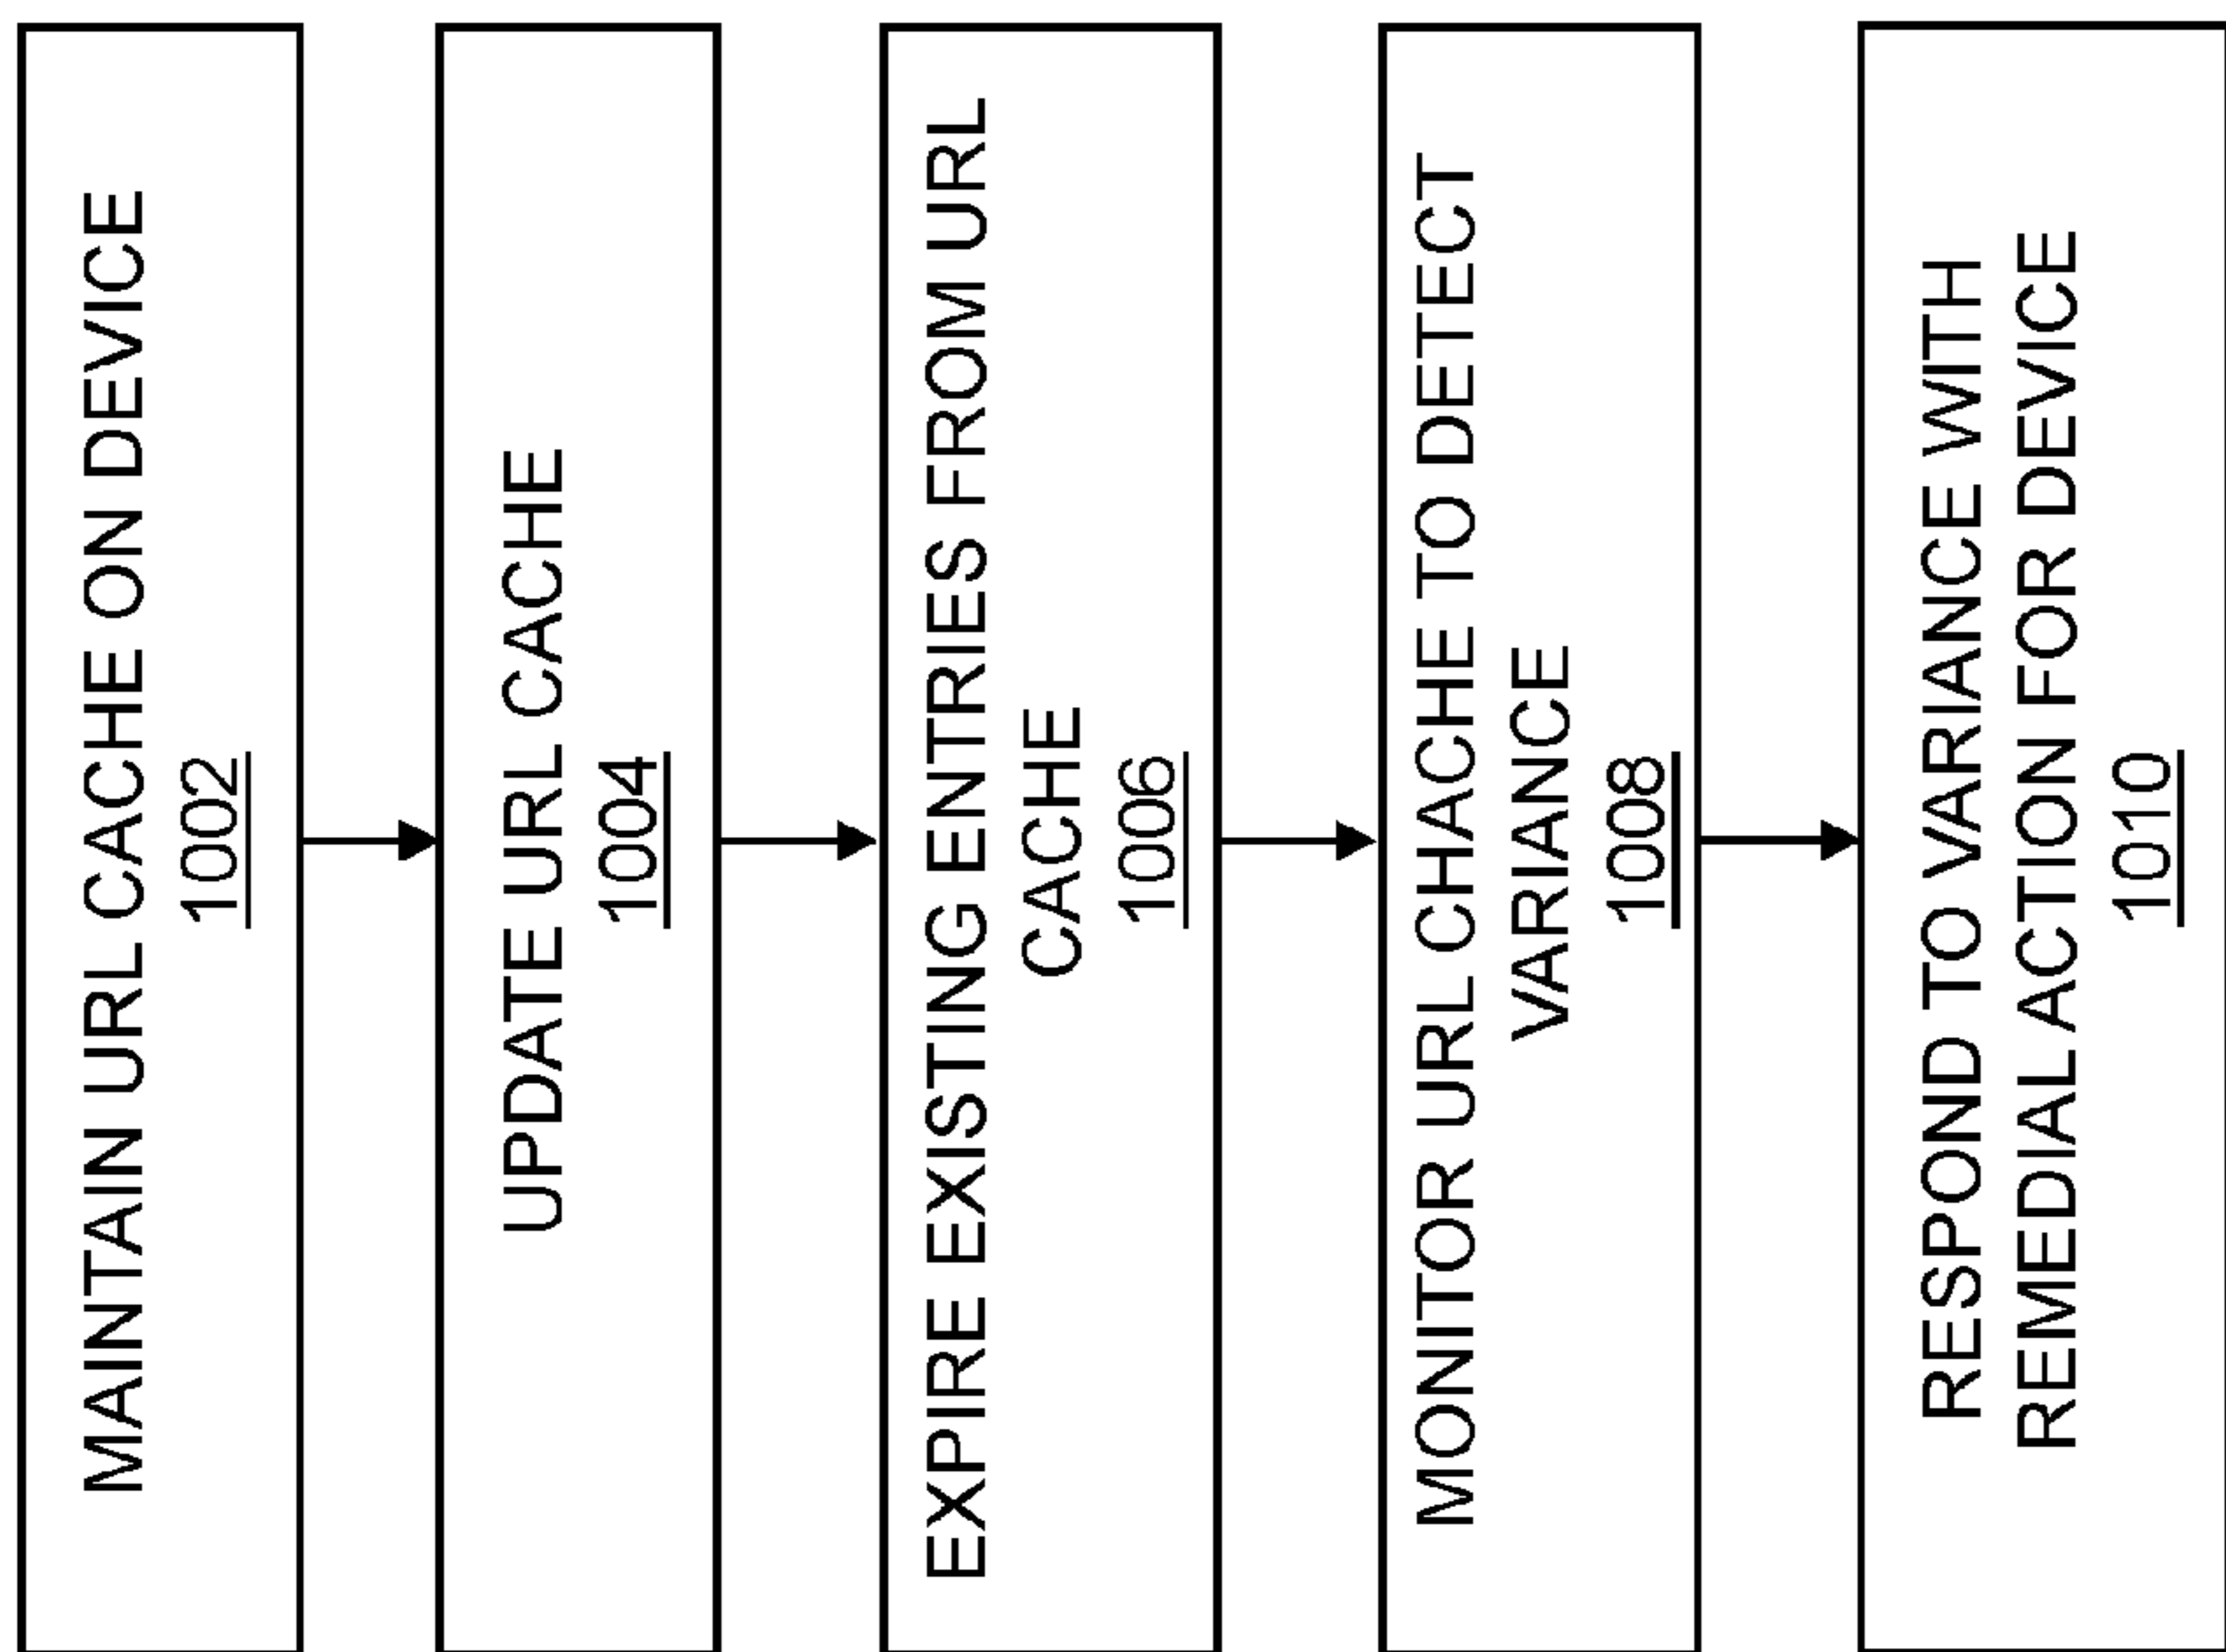 MAINTAIN URL CACHE ON DEVICE
1002
UPDATE URL CACHE
1004
EXPIRE EXISTING ENTRIES FROM URL
CACHE
1006
MONITOR URL CHACHE TO DETECT
VARIANCE
1008
RESPOND TO VARIANCE WITH
REMEDIAL ACTION FOR DEVICE
1010